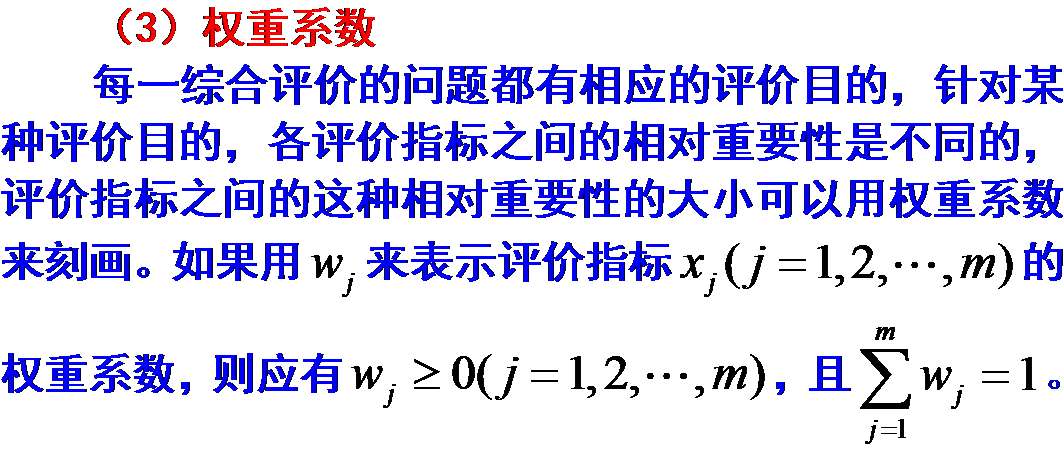 （3）权重系数
每一综合评价的问题都有相应的评价目的，针对某
种评价目的，各评价指标之间的相对重要性是不同的，
评价指标之间的这种相对重要性的大小可以用权重系数
来刻画。如果用 w_j 来表示评价指标 x_j (j = 1,2,⋯,m) 的
权重系数，则应有 w_j ≥ 0(j = 1,2,⋯,m)，且 \sum_{j=1}^{m} w_j = 1。